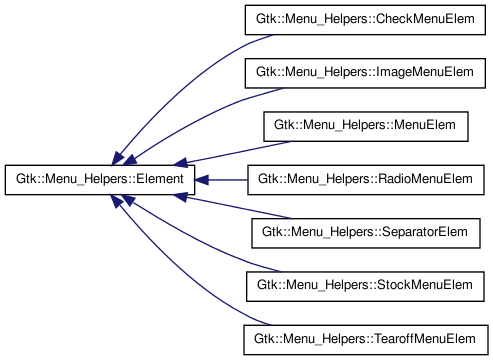 Gtk::Menu_Helpers::CheckMenuElem
Gtk::Menu_Helpers::ImageMenuElem
Gtk::Menu_Helpers::MenuElem
Gtk::Menu_Helpers::Element
Gtk::Menu_Helpers::RadioMenuElem
Gtk::Menu_Helpers::SeparatorElem
Gtk::Menu_Helpers::StockMenuElem
Gtk::Menu_Helpers::TearoffMenuElem